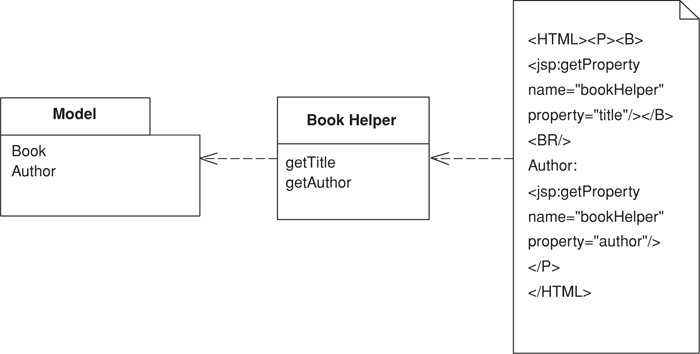 Model
Book
Author
Book Helper
getTitle
getAuthor
<HTML><P><B>
<jsp:getProperty
name="bookHelper"
property="title"/></B>
<BR/>
Author:
<jsp:getProperty
name="bookHelper"
property="author"/>
</P>
</HTML>